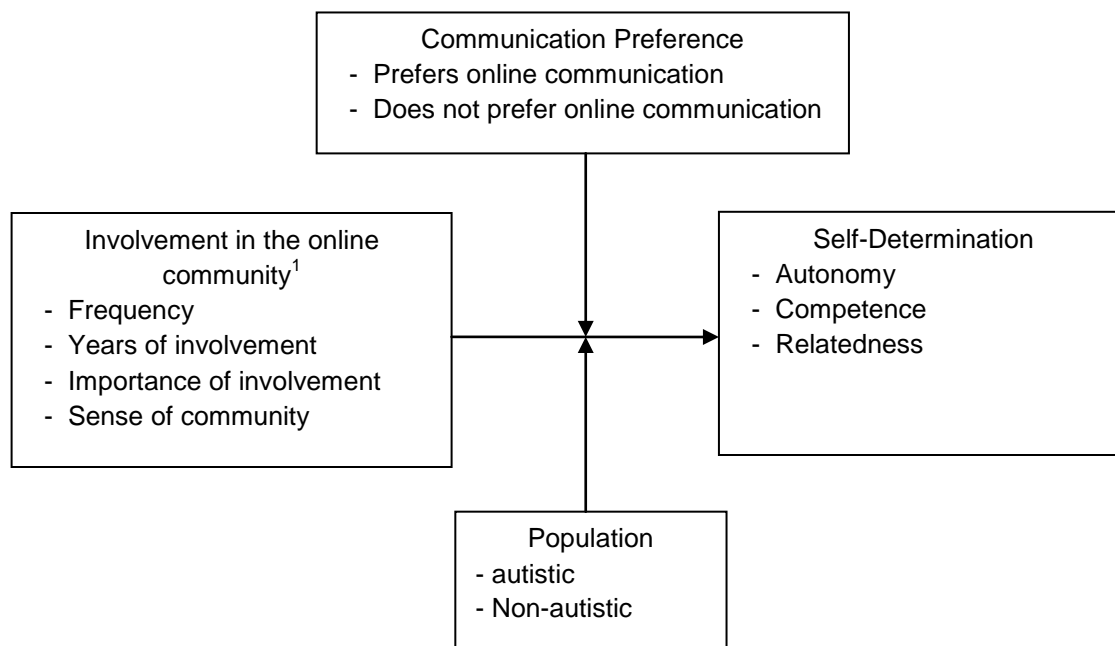 Communication Preference
- Prefers online communication
- Does not prefer online communication
Involvement in the online
community1
- Frequency
- Years of involvement
- Importance of involvement
- Sense of community
Self-Determination
- Autonomy
- Competence
- Relatedness
Population
- autistic
- Non-autistic